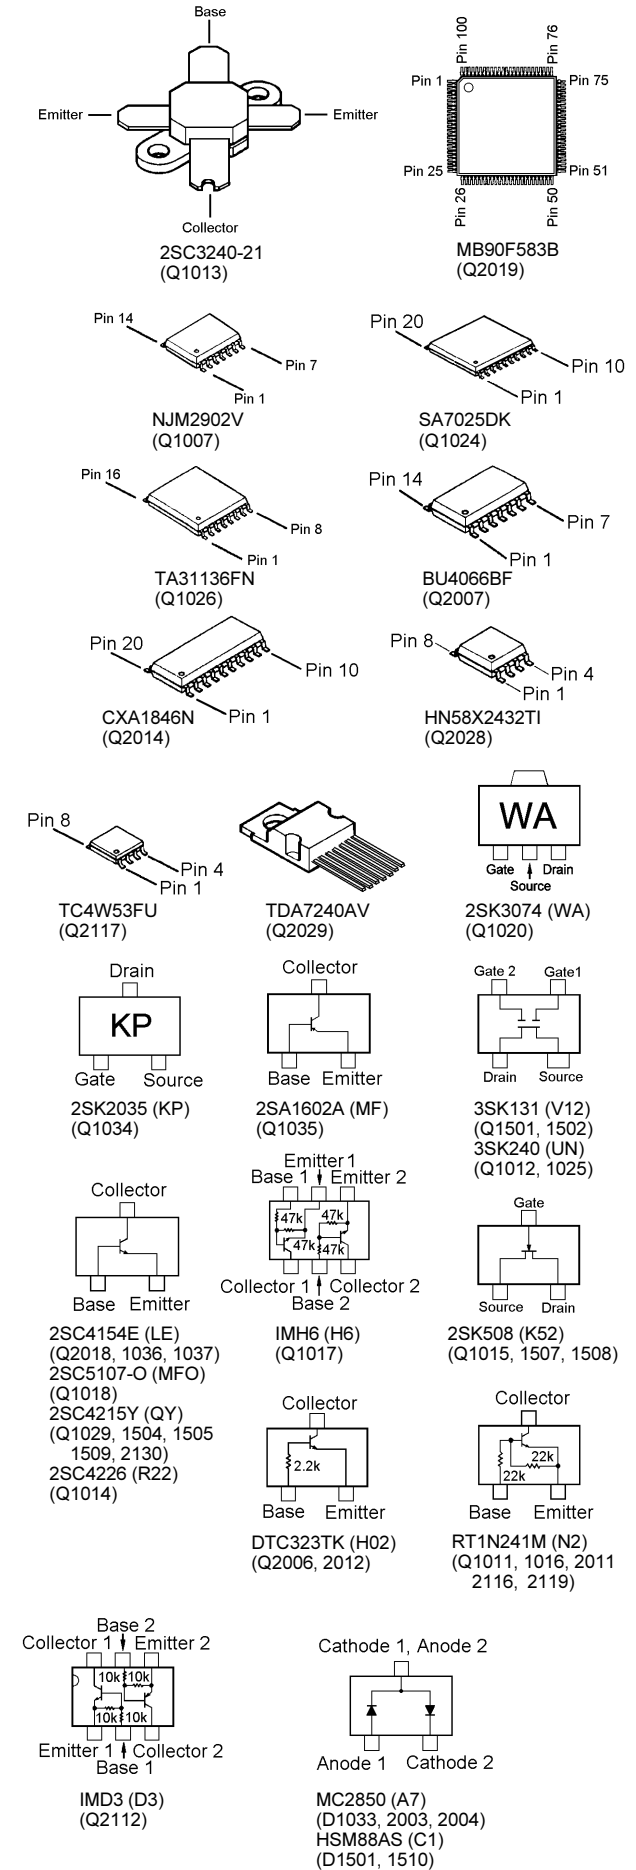 Base
Emitter
Emitter
Collector
2SC3240-21
(Q1013)
Pin 100
Pin 76
Pin 1
Pin 75
Pin 25
Pin 51
Pin 26
Pin 50
MB90F583B
(Q2019)
Pin 14
Pin 7
Pin 1
NJM2902V
(Q1007)
Pin 20
Pin 10
Pin 1
SA7025DK
(Q1024)
Pin 16
Pin 8
Pin 1
TA31136FN
(Q1026)
Pin 14
Pin 7
Pin 1
BU4066BF
(Q2007)
Pin 20
Pin 10
Pin 1
CXA1846N
(Q2014)
Pin 8
Pin 4
Pin 1
HN58X2432TI
(Q2028)
Pin 8
Pin 4
Pin 1
TC4W53FU
(Q2117)
TDA7240AV
(Q2029)
WA
Gate
Drain
Source
2SK3074 (WA)
(Q1020)
Drain
KP
Gate
Source
2SK2035 (KP)
(Q1034)
Collector
Base
Emitter
2SA1602A (MF)
(Q1035)
Gate 2
Gate1
Drain
Source
3SK131 (V12)
(Q1501, 1502)
3SK240 (UN)
(Q1012, 1025)
Collector
Base
Emitter
2SC4154E (LE)
(Q2018, 1036, 1037)
2SC5107-O (MFO)
(Q1018)
2SC4215Y (QY)
(Q1029, 1504, 1505
1509, 2130)
2SC4226 (R22)
(Q1014)
Emitter 1
Base 1
Emitter 2
47k
47k
47k
47k
Collector 1
Collector 2
Base 2
IMH6 (H6)
(Q1017)
Gate
Source
Drain
2SK508 (K52)
(Q1015, 1507, 1508)
Collector
2.2k
Base
Emitter
DTC323TK (H02)
(Q2006, 2012)
Collector
22k
22k
Base
Emitter
RT1N241M (N2)
(Q1011, 1016, 2011
2116, 2119)
Base 2
Collector 1
Emitter 2
10k
10k
10k
10k
Emitter 1
Collector 2
Base 1
IMD3 (D3)
(Q2112)
Cathode 1, Anode 2
Anode 1
Cathode 2
MC2850 (A7)
(D1033, 2003, 2004)
HSM88AS (C1)
(D1501, 1510)